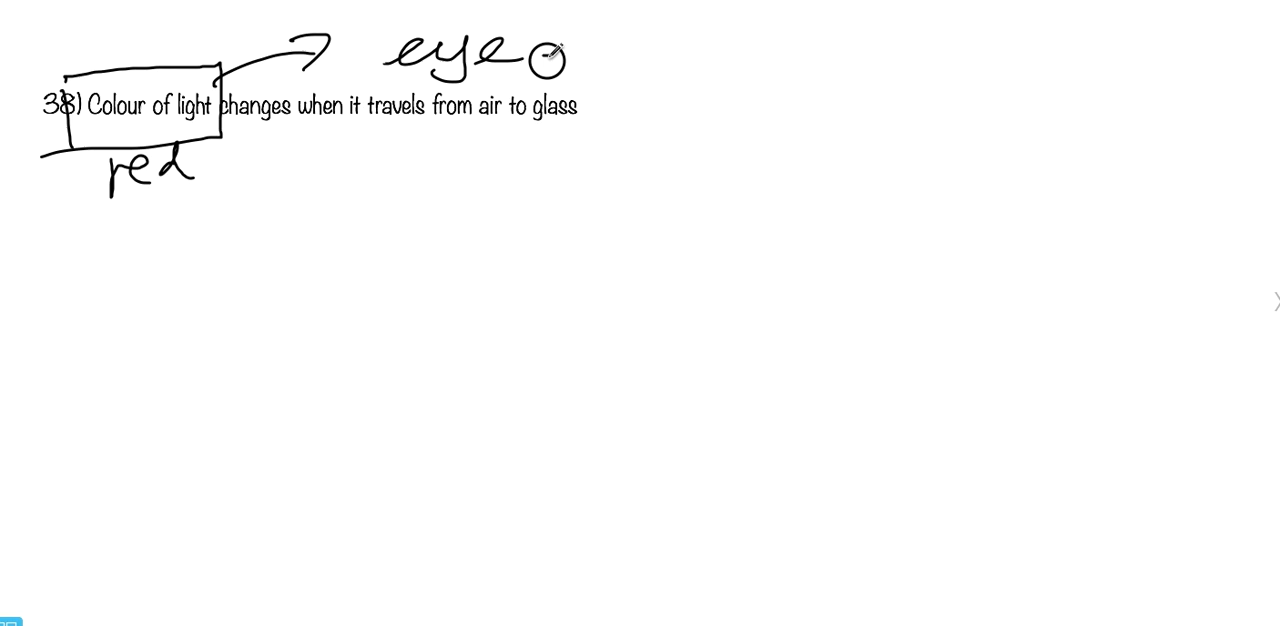 eye
38) Colour of light changes when it travels from air to glass
red